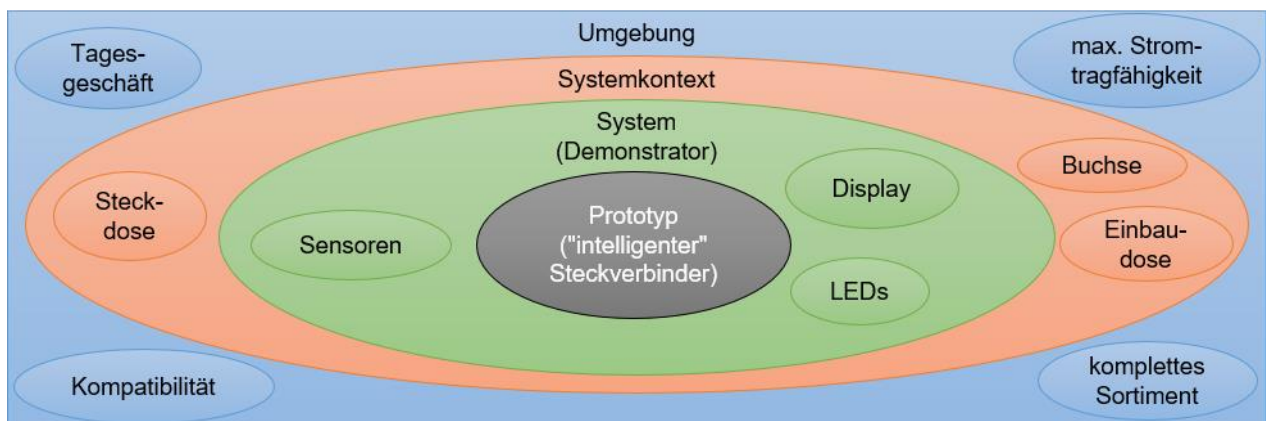 Umgebung
Tages-
geschäft
max. Strom-
tragfähigkeit
Systemkontext
System
(Demonstrator)
Buchse
Display
Steck-
dose
Sensoren
Prototyp
("intelligenter"
Steckverbinder)
Einbau-
dose
LEDs
Kompatibilität
komplettes
Sortiment